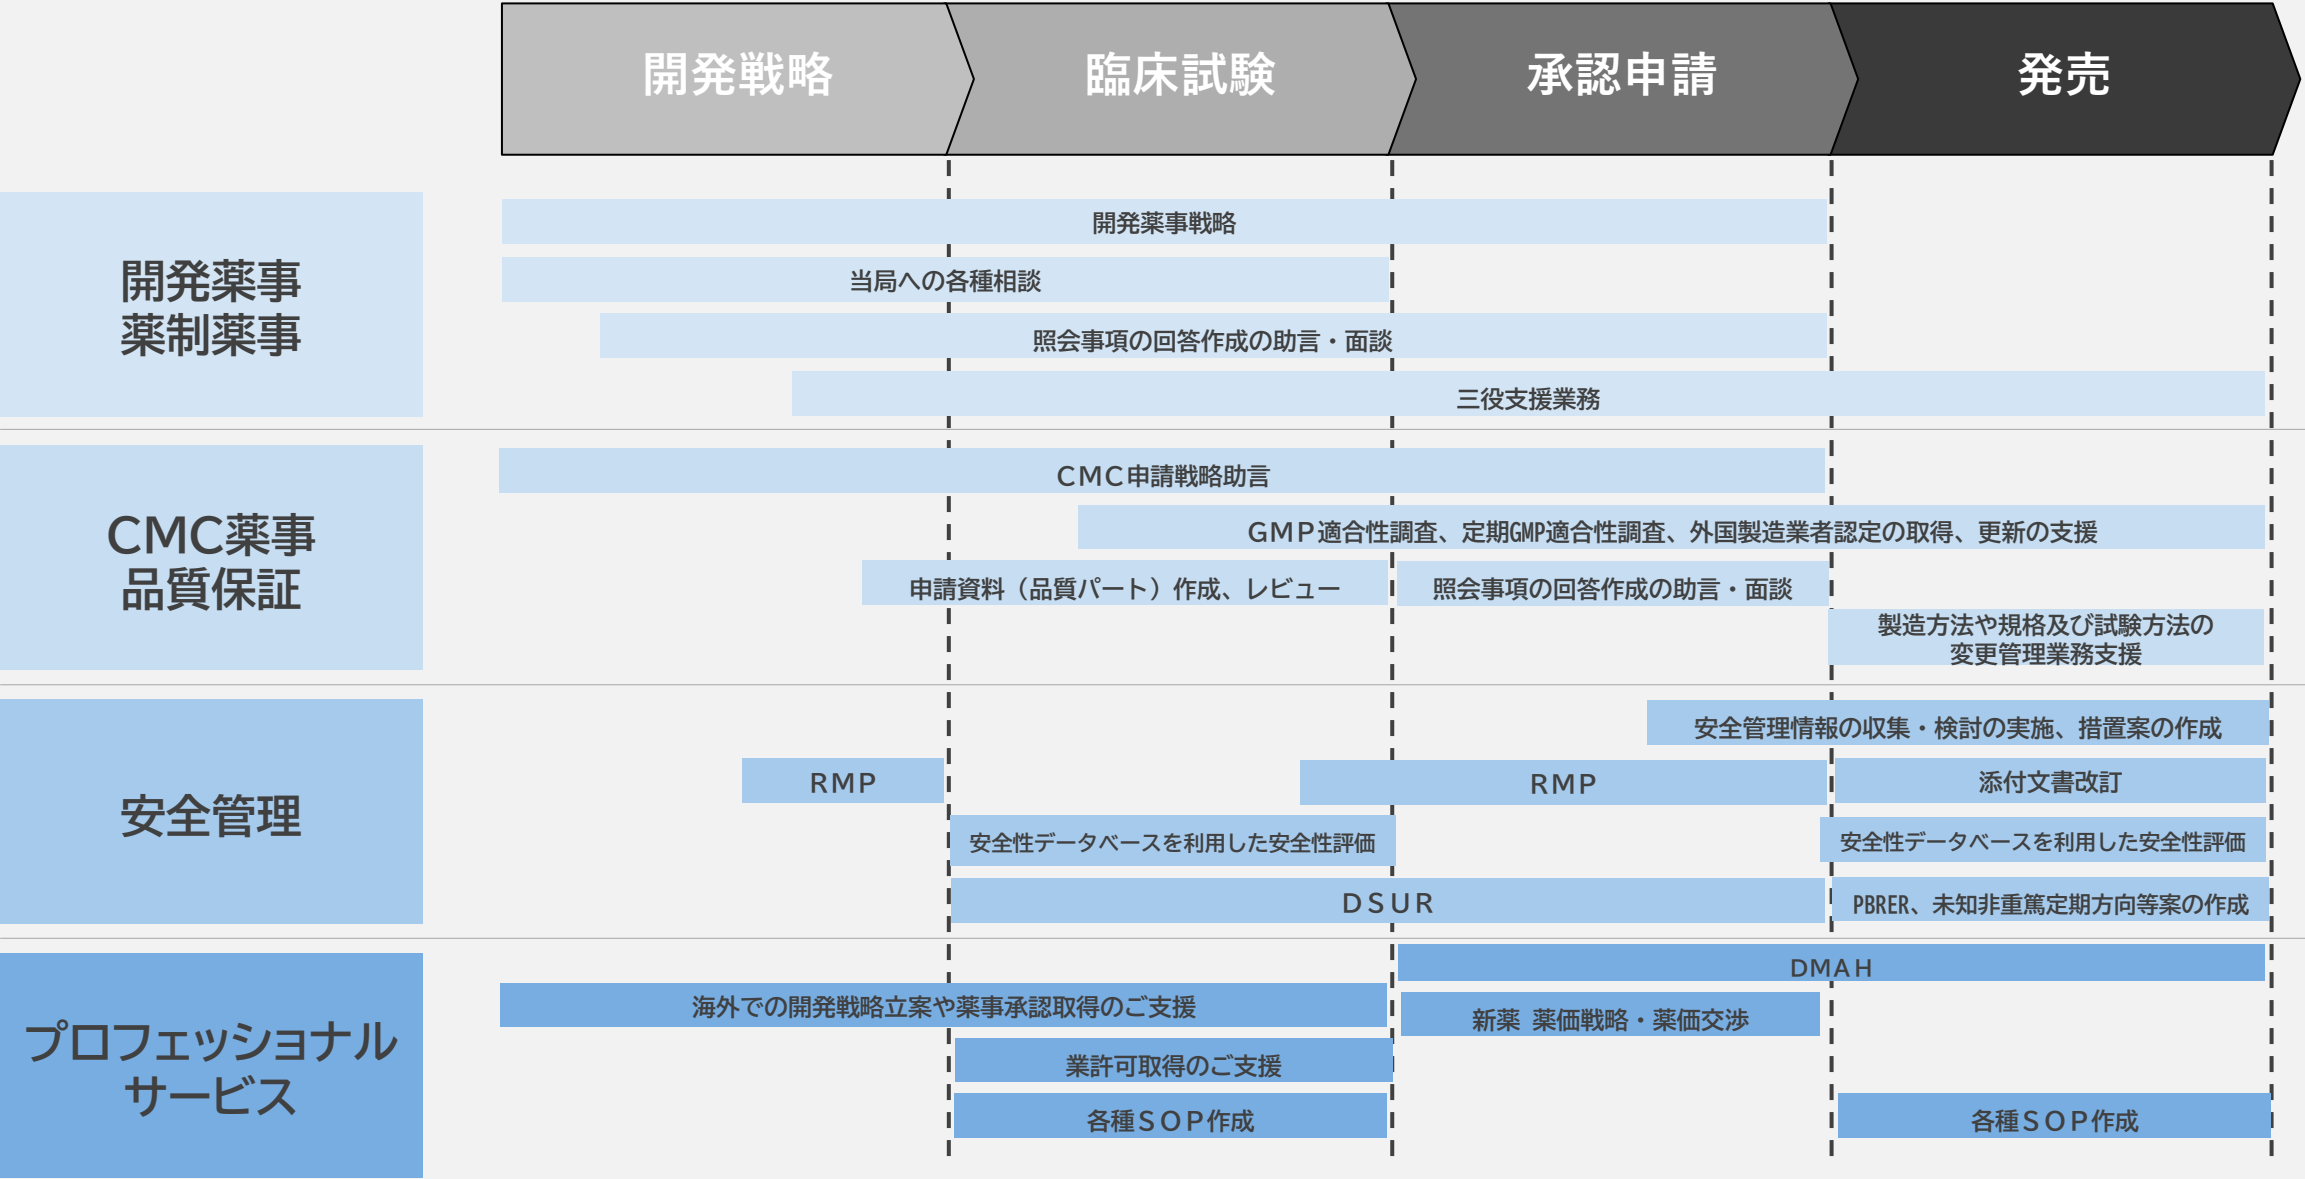 開発戦略
臨床試験
承認申請
発売
開発薬事
薬制薬事
開発薬事戦略
当局への各種相談
照会事項の回答作成の助言・面談
三役支援業務
CMC薬事
品質保証
CMC申請戦略助言
GMP適合性調査、定期GMP適合性調査、外国製造業者認定の取得、更新の支援
申請資料（品質パート）作成、レビュー
照会事項の回答作成の助言・面談
製造方法や規格及び試験方法の
変更管理業務支援
安全管理
安全管理情報の収集・検討の実施、措置案の作成
RMP
RMP
添付文書改訂
安全性データベースを利用した安全性評価
安全性データベースを利用した安全性評価
DSUR
PBRER、未知非重篤定期方向等案の作成
プロフェッショナル
サービス
DMAH
海外での開発戦略立案や薬事承認取得のご支援
新薬 薬価戦略・薬価交渉
業許可取得のご支援
各種SOP作成
各種SOP作成